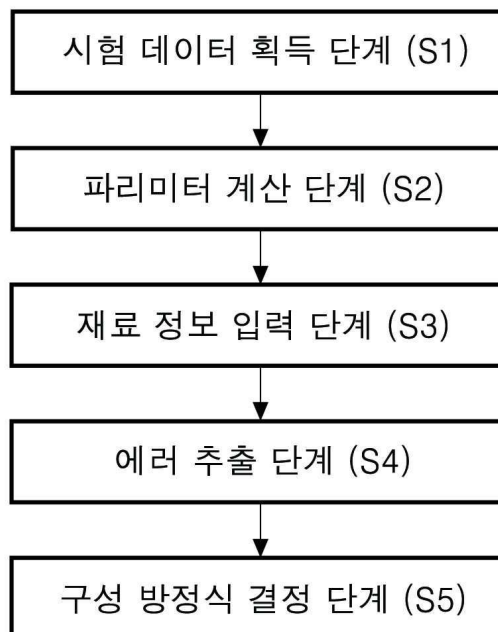 시험 데이터 획득 단계 (S1)
파리미터 계산 단계 (S2)
재료 정보 입력 단계 (S3)
에러 추출 단계 (S4)
구성 방정식 결정 단계 (S5)